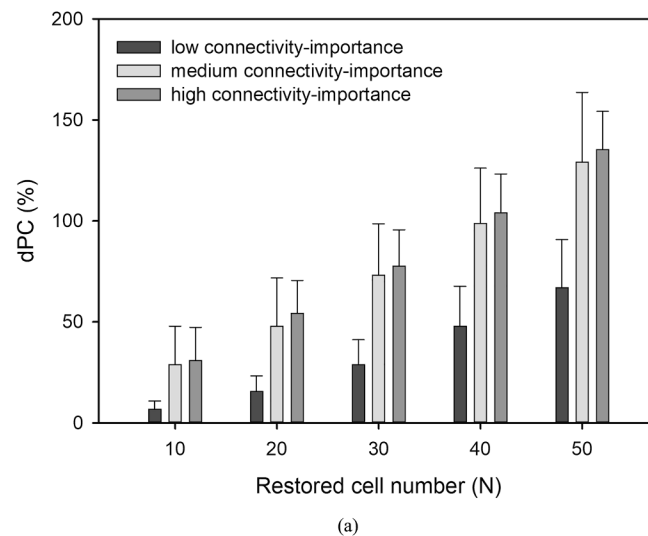 200
150
100
50
0
dPC (%)
low connectivity-importance
medium connectivity-importance
high connectivity-importance
10 20 30 40 50
Restored cell number (N)
(a)